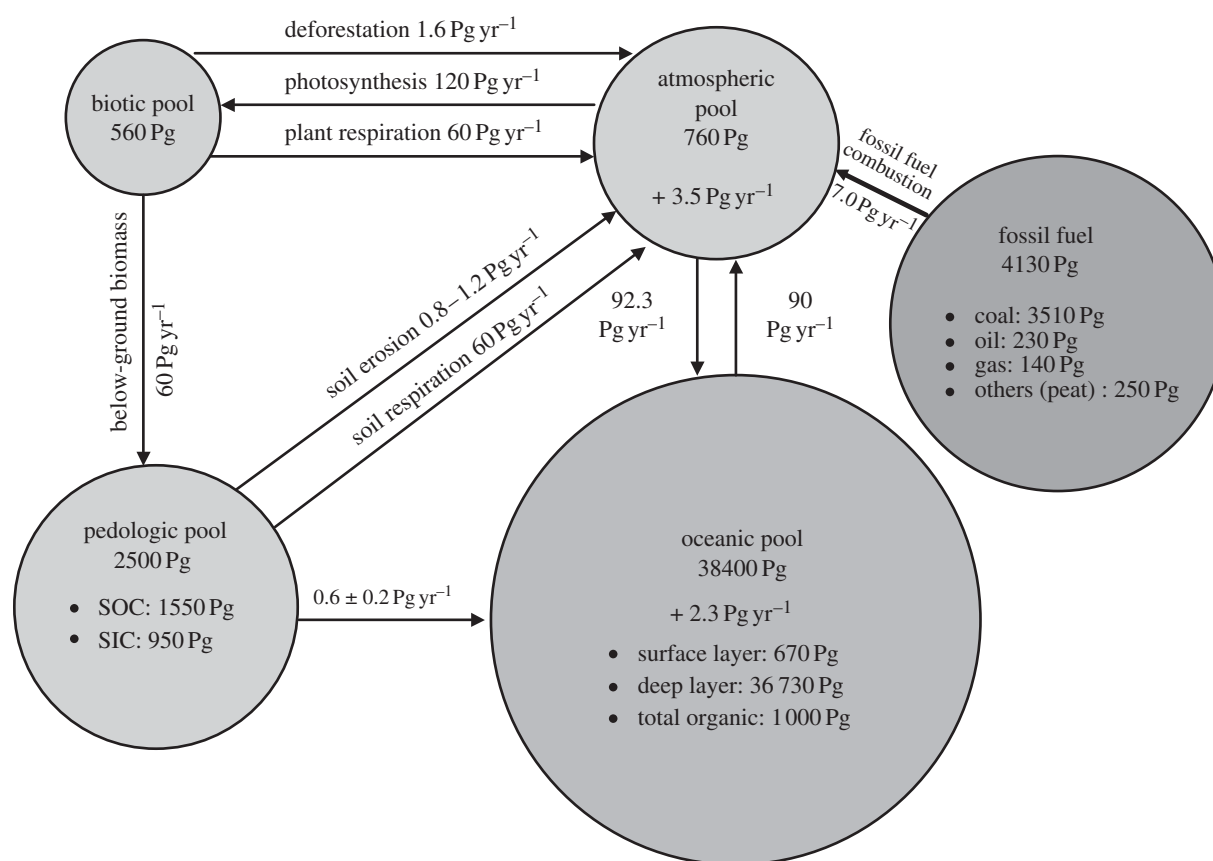 deforestation 1.6 Pg yr⁻¹
photosynthesis 120 Pg yr⁻¹
plant respiration 60 Pg yr⁻¹
biotic pool
560 Pg
atmospheric
pool
760 Pg
+ 3.5 Pg yr⁻¹
fossil fuel
combustion
7.0 Pg yr⁻¹
fossil fuel
4130 Pg
• coal: 3510 Pg
• oil: 230 Pg
• gas: 140 Pg
• others (peat) : 250 Pg
below-ground biomass
60 Pg yr⁻¹
soil erosion 0.8–1.2 Pg yr⁻¹
soil respiration 60 Pg yr⁻¹
92.3
Pg yr⁻¹
90
Pg yr⁻¹
pedologic pool
2500 Pg
• SOC: 1550 Pg
• SIC: 950 Pg
0.6 ± 0.2 Pg yr⁻¹
oceanic pool
38400 Pg
+ 2.3 Pg yr⁻¹
• surface layer: 670 Pg
• deep layer: 36 730 Pg
• total organic: 1000 Pg